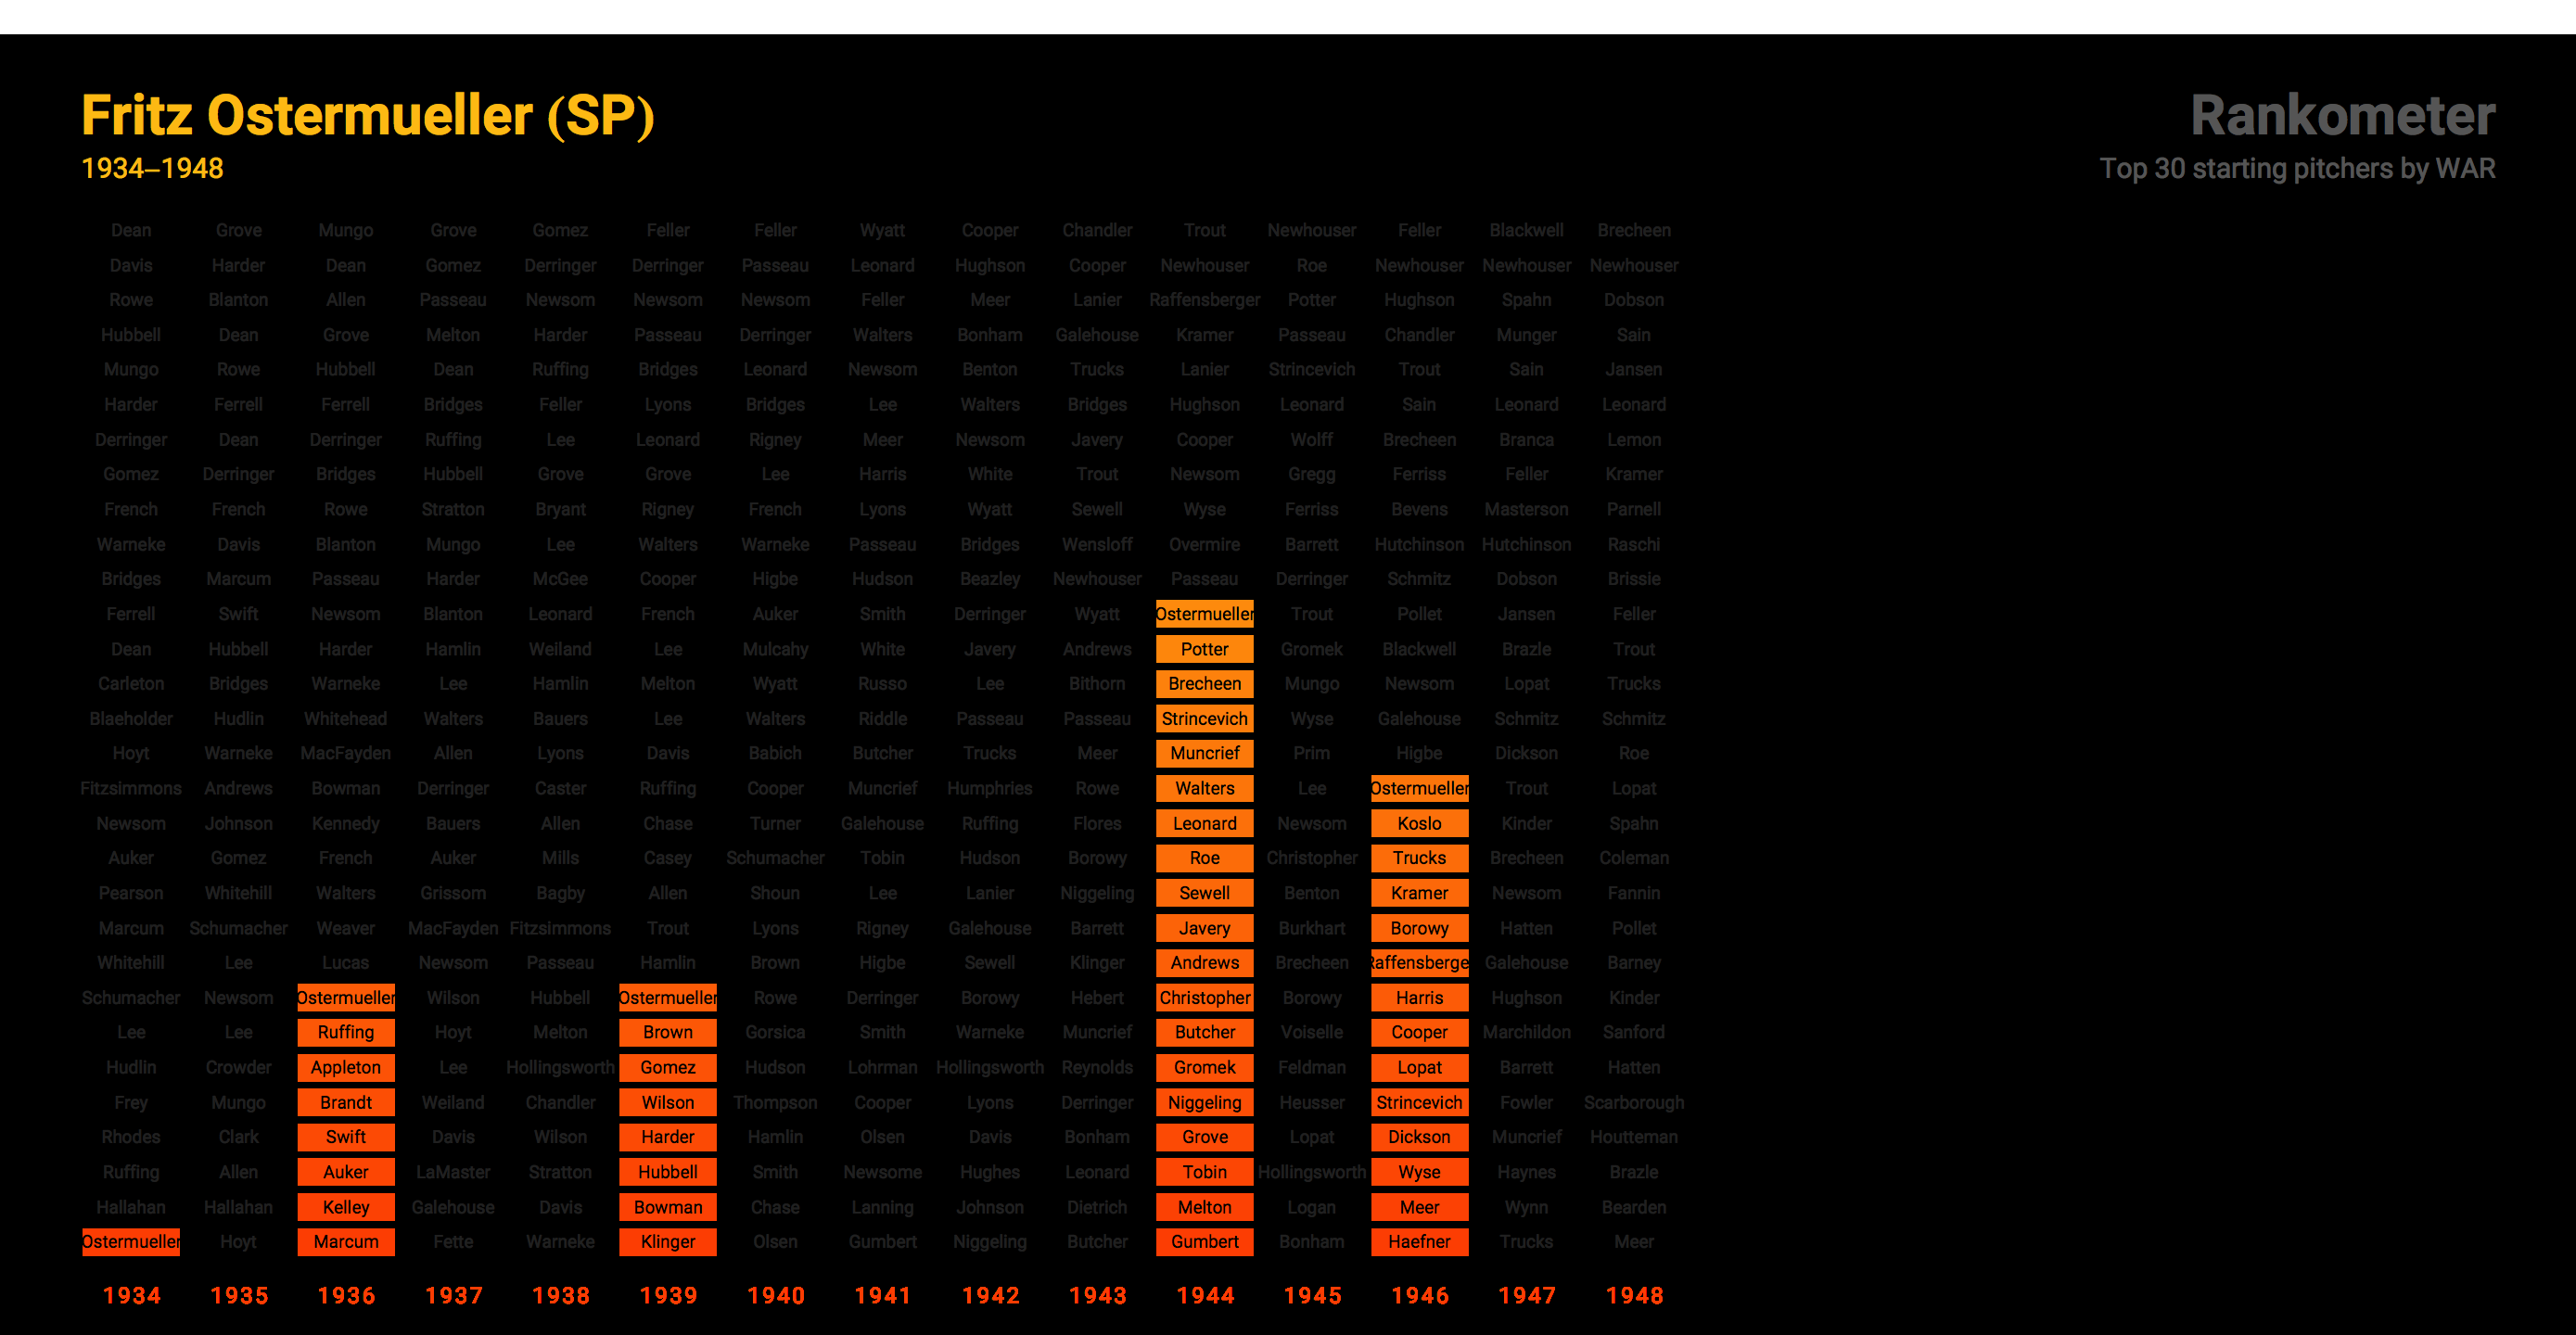 Fritz Ostermueller (SP)
Rankometer
1934–1948
Top 30 starting pitchers by WAR
Dean Grove Mungo Grove Gomez Feller Feller Wyatt Cooper Chandler Trout Newhouser Feller Blackwell Brecheen
Davis Harder Dean Gomez Derringer Derringer Passeau Leonard Hughson Cooper Newhouser Roe Newhouser Newhouser Newhouser
Rowe Blanton Allen Passeau Newsom Newsom Newsom Feller Meer Lanier Raffensberger Potter Hughson Spahn Dobson
Hubbell Dean Grove Melton Harder Passeau Derringer Walters Bonham Galehouse Kramer Passeau Chandler Munger Sain
Mungo Rowe Hubbell Dean Ruffing Bridges Leonard Newsom Benton Trucks Lanier Strincevich Trout Sain Jansen
Harder Ferrell Ferrell Bridges Feller Lyons Bridges Lee Walters Bridges Hughson Leonard Sain Leonard Leonard
Derringer Dean Derringer Ruffing Lee Leonard Rigney Meer Newsom Javery Cooper Wolff Brecheen Branca Lemon
Gomez Derringer Bridges Hubbell Grove Grove Lee Harris White Trout Newsom Gregg Ferriss Feller Kramer
French French Rowe Stratton Bryant Rigney French Lyons Wyatt Sewell Wyse Ferriss Bevens Masterson Parnell
Warneke Davis Blanton Mungo Lee Walters Warneke Passeau Bridges Wensloff Overmire Barrett Hutchinson Hutchinson Raschi
Bridges Marcum Passeau Harder McGee Cooper Higbe Hudson Beazley Newhouser Passeau Derringer Schmitz Dobson Brissie
Ferrell Swift Newsom Blanton Leonard French Auker Smith Derringer Wyatt Ostermueller Trout Pollet Jansen Feller
Dean Hubbell Harder Hamlin Weiland Lee Mulcahy White Javery Andrews Potter Gromek Blackwell Brazle Trout
Carleton Bridges Warneke Lee Hamlin Melton Wyatt Russo Lee Bithorn Brecheen Mungo Newsom Lopat Trucks
Blaeholder Hudlin Whitehead Walters Bauers Lee Walters Riddle Passeau Passeau Strincevich Wyse Galehouse Schmitz Schmitz
Hoyt Warneke MacFayden Allen Lyons Davis Babich Butcher Trucks Meer Muncrief Prim Higbe Dickson Roe
Fitzsimmons Andrews Bowman Derringer Caster Ruffing Cooper Muncrief Humphries Rowe Walters Lee Ostermueller Trout Lopat
Newsom Johnson Kennedy Bauers Allen Chase Turner Galehouse Ruffing Flores Leonard Newsom Koslo Kinder Spahn
Auker Gomez French Auker Mills Casey Schumacher Tobin Hudson Borowy Roe Christopher Trucks Brecheen Coleman
Pearson Whitehill Walters Grissom Bagby Allen Shoun Lee Lanier Niggeling Sewell Benton Kramer Newsom Fannin
Marcum Schumacher Weaver MacFayden Fitzsimmons Trout Lyons Rigney Galehouse Barrett Javery Burkhart Borowy Hatten Pollet
Whitehill Lee Lucas Newsom Passeau Hamlin Brown Higbe Sewell Klinger Andrews Brecheen Raffensberge Galehouse Barney
Schumacher Newsom Ostermueller Wilson Hubbell Ostermueller Rowe Derringer Borowy Hebert Christopher Borowy Harris Hughson Kinder
Lee Lee Ruffing Hoyt Melton Brown Gorsica Smith Warneke Muncrief Butcher Voiselle Cooper Marchildon Sanford
Hudlin Crowder Appleton Lee Hollingsworth Gomez Hudson Lohrman Hollingsworth Reynolds Gromek Feldman Lopat Barrett Hatten
Frey Mungo Brandt Weiland Chandler Wilson Thompson Cooper Lyons Derringer Niggeling Heusser Strincevich Fowler Scarborough
Rhodes Clark Swift Davis Wilson Harder Hamlin Olsen Davis Bonham Grove Lopat Dickson Muncrief Houtteman
Ruffing Allen Auker LaMaster Stratton Hubbell Smith Newsome Hughes Leonard Tobin Hollingsworth Wyse Haynes Brazle
Hallahan Hallahan Kelley Galehouse Davis Bowman Chase Lanning Johnson Dietrich Melton Logan Meer Wynn Bearden
Ostermueller Hoyt Marcum Fette Warneke Klinger Olsen Gumbert Niggeling Butcher Gumbert Bonham Haefner Trucks Meer
1934 1935 1936 1937 1938 1939 1940 1941 1942 1943 1944 1945 1946 1947 1948